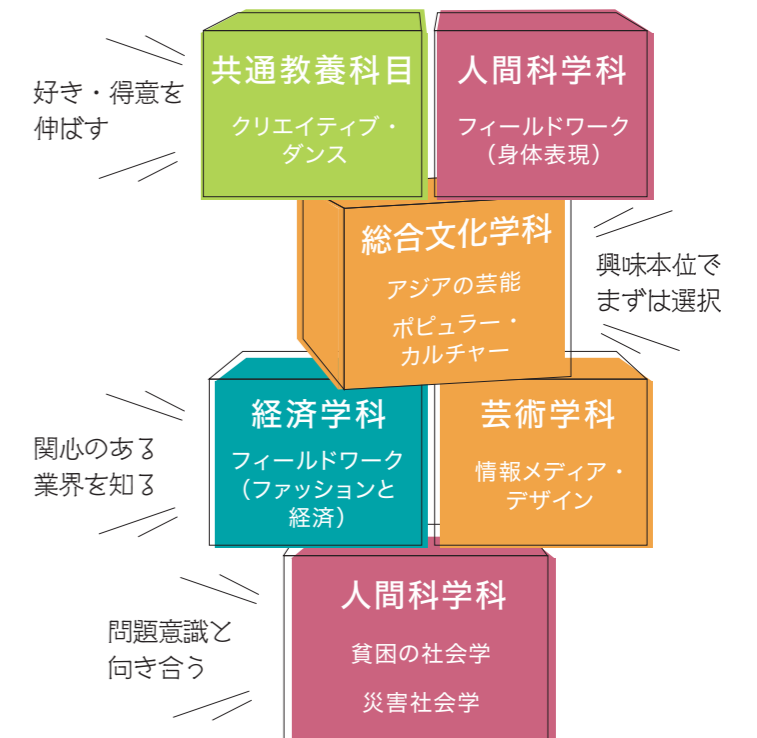 好き・得意を
伸ばす
共通教養科目
クリエイティブ・
ダンス
人間科学科
フィールドワーク
（身体表現）
総合文化学科
アジアの芸能
ポピュラー・
カルチャー
興味本位で
まずは選択
関心のある
業界を知る
経済学科
フィールドワーク
（ファッションと
経済）
芸術学科
情報メディア・
デザイン
問題意識と
向き合う
人間科学科
貧困の社会学
災害社会学